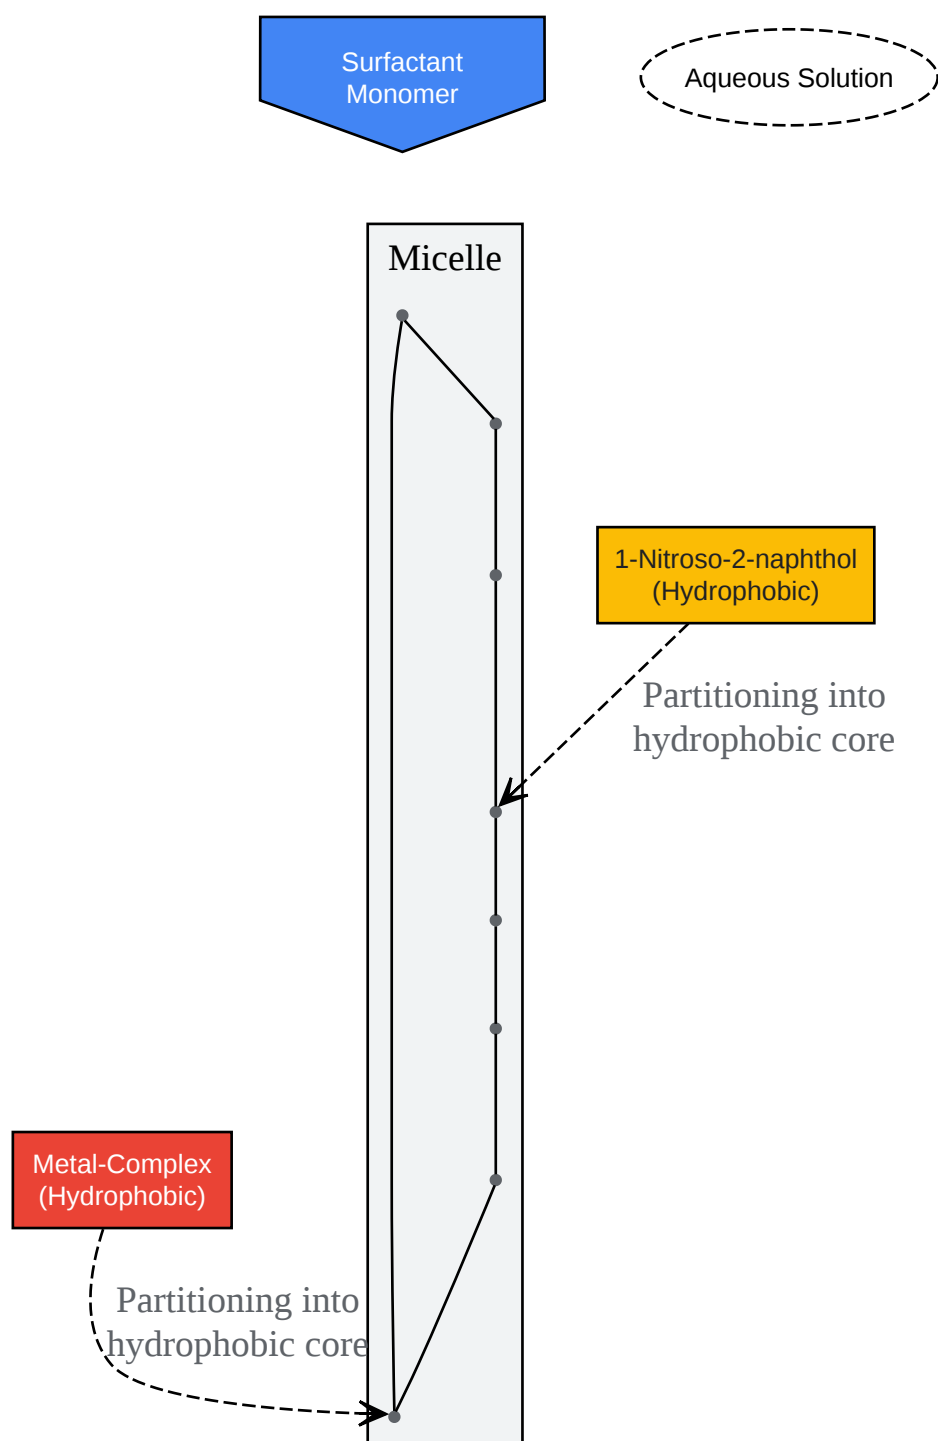 Surfactant
Monomer
Aqueous Solution
Micelle
1-Nitroso-2-naphthol
(Hydrophobic)
Partitioning into
hydrophobic core
Metal-Complex
(Hydrophobic)
Partitioning into
hydrophobic core